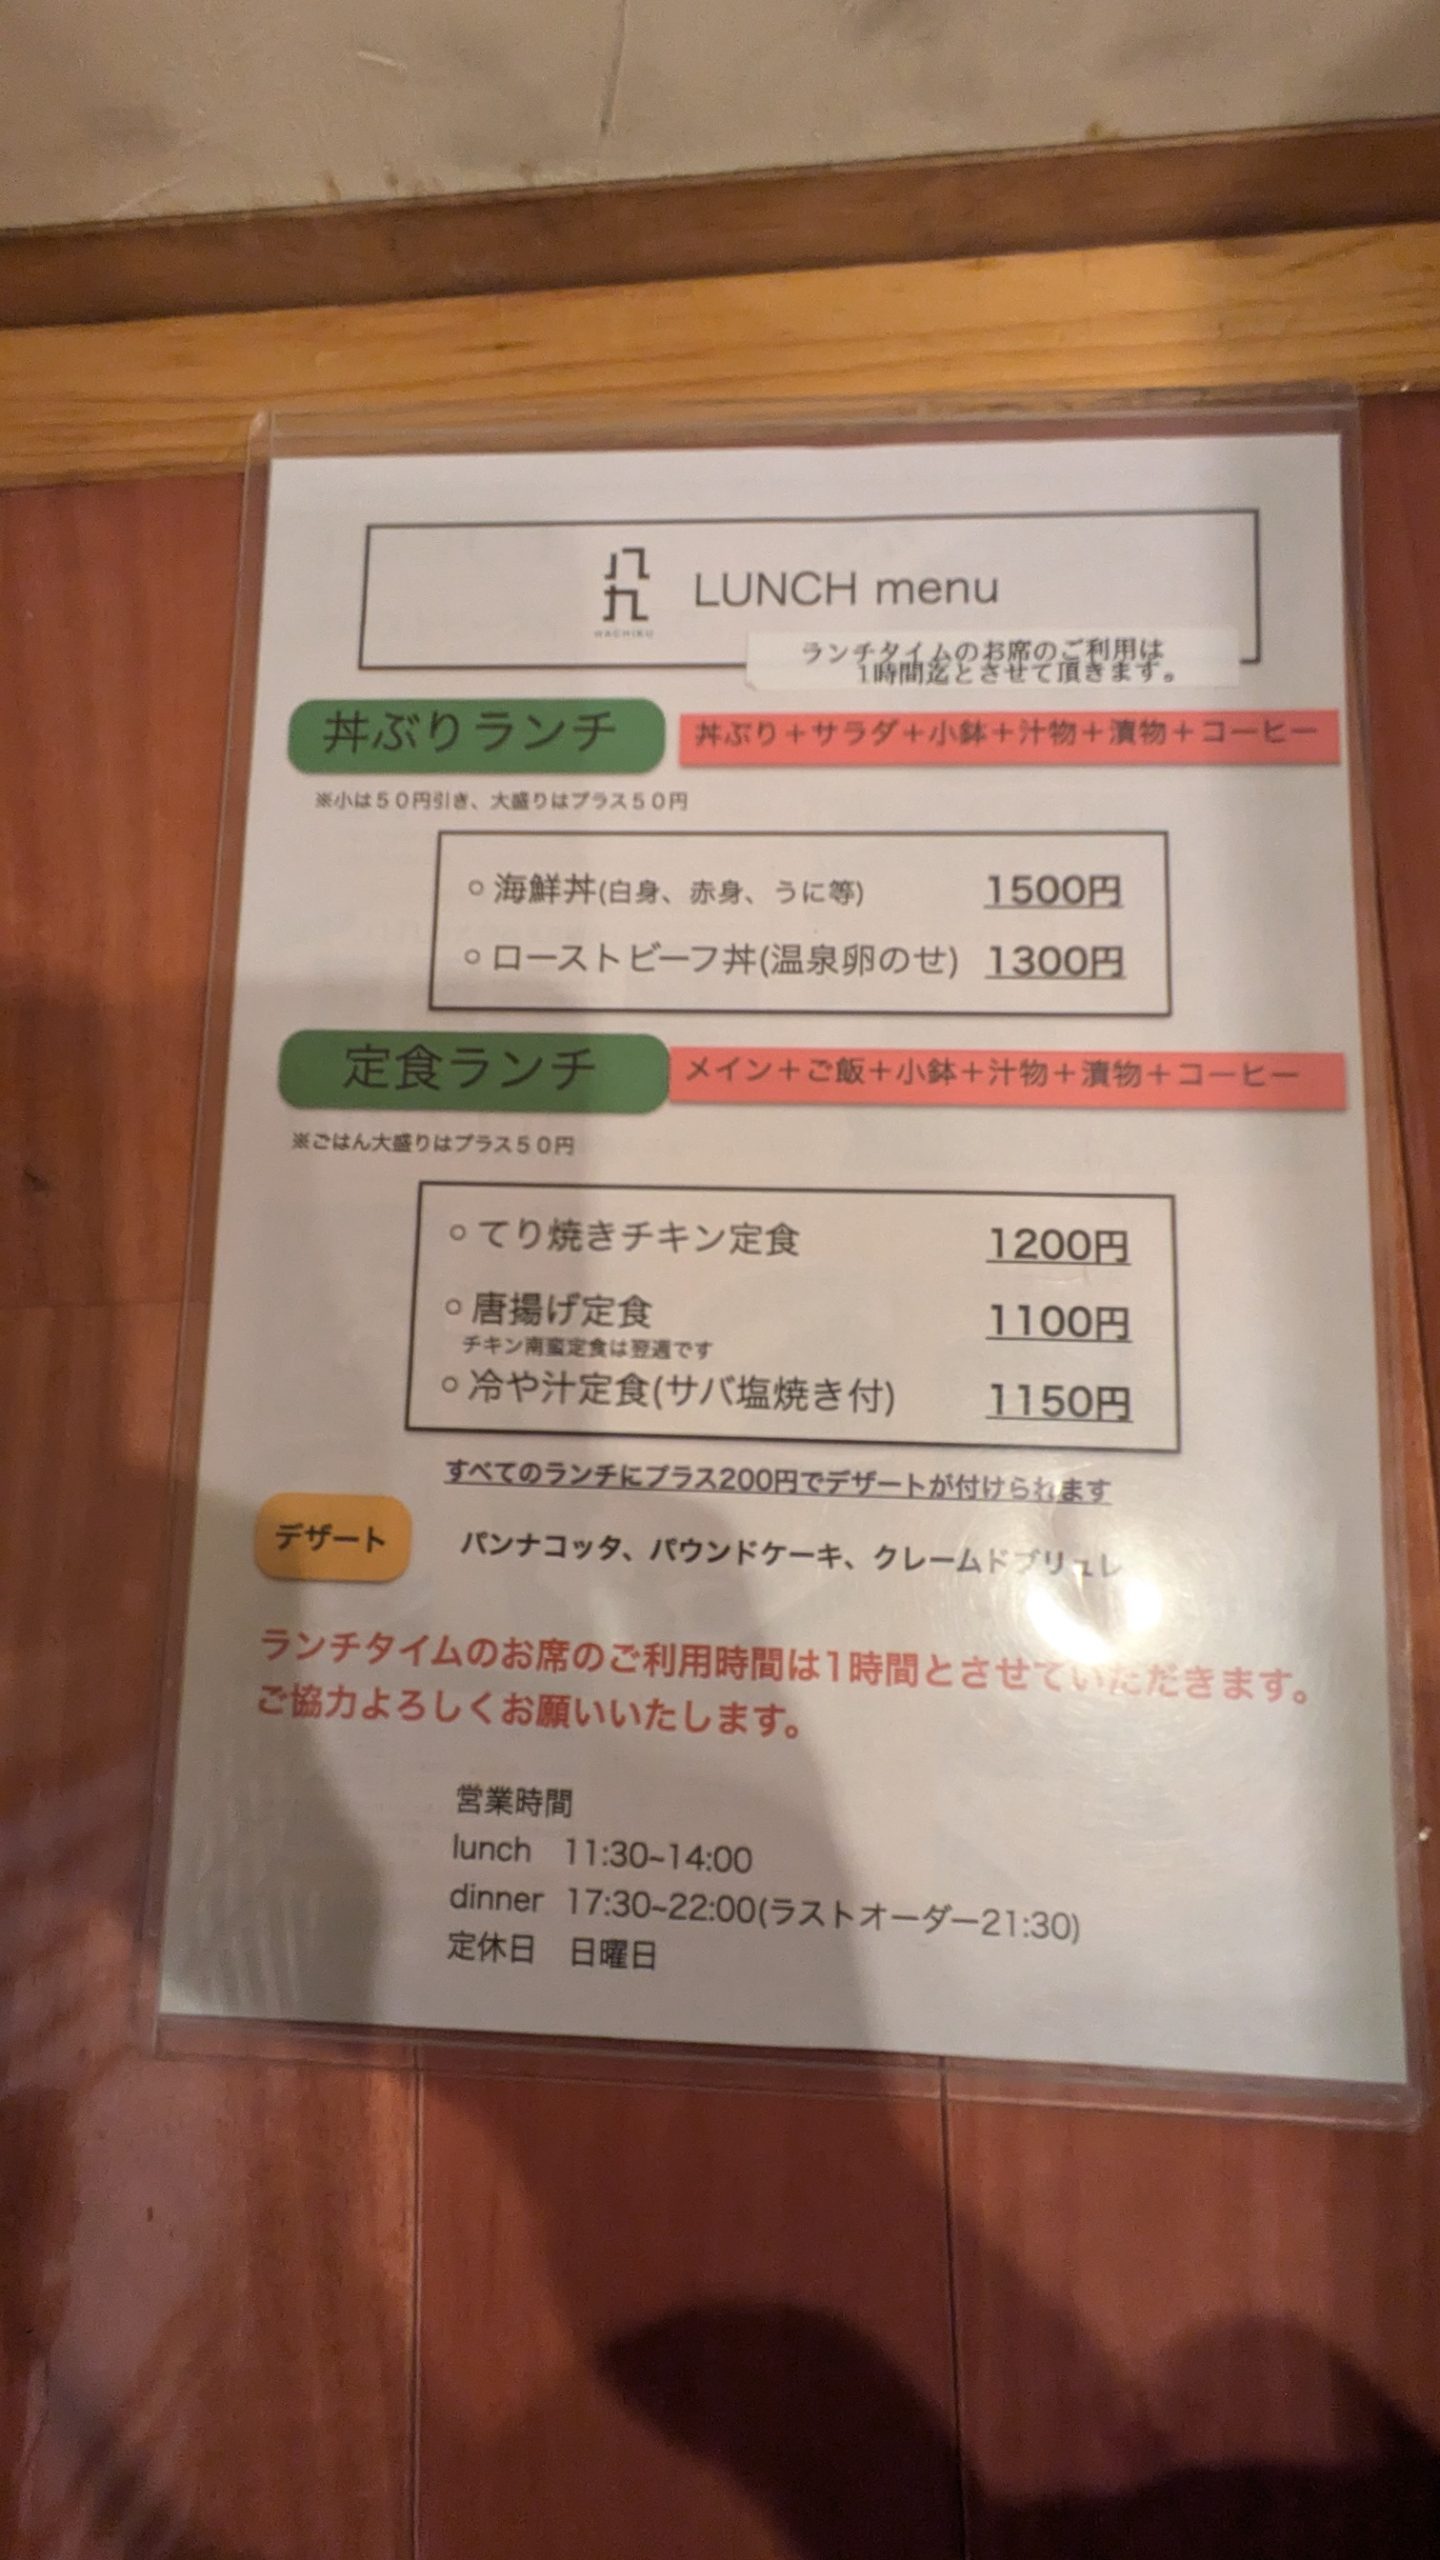 八九
HACHIKU
LUNCH menu
ランチタイムのお席のご利用は
1時間迄とさせて頂きます。
丼ぶりランチ
丼ぶり＋サラダ＋小鉢＋汁物＋漬物＋コーヒー
※小は５０円引き、大盛りはプラス５０円
○ 海鮮丼(白身、赤身、うに等) 1500円
○ ローストビーフ丼(温泉卵のせ) 1300円
定食ランチ
メイン＋ご飯＋小鉢＋汁物＋漬物＋コーヒー
※ごはん大盛りはプラス５０円
○ てり焼きチキン定食 1200円
○ 唐揚げ定食 1100円
チキン南蛮定食は翌週です
○ 冷や汁定食(サバ塩焼き付) 1150円
すべてのランチにプラス200円でデザートが付けられます
デザート
パンナコッタ、パウンドケーキ、クレームドブリュレ
ランチタイムのお席のご利用時間は1時間とさせていただきます。
ご協力よろしくお願いいたします。
営業時間
lunch 11:30~14:00
dinner 17:30~22:00(ラストオーダー21:30)
定休日 日曜日